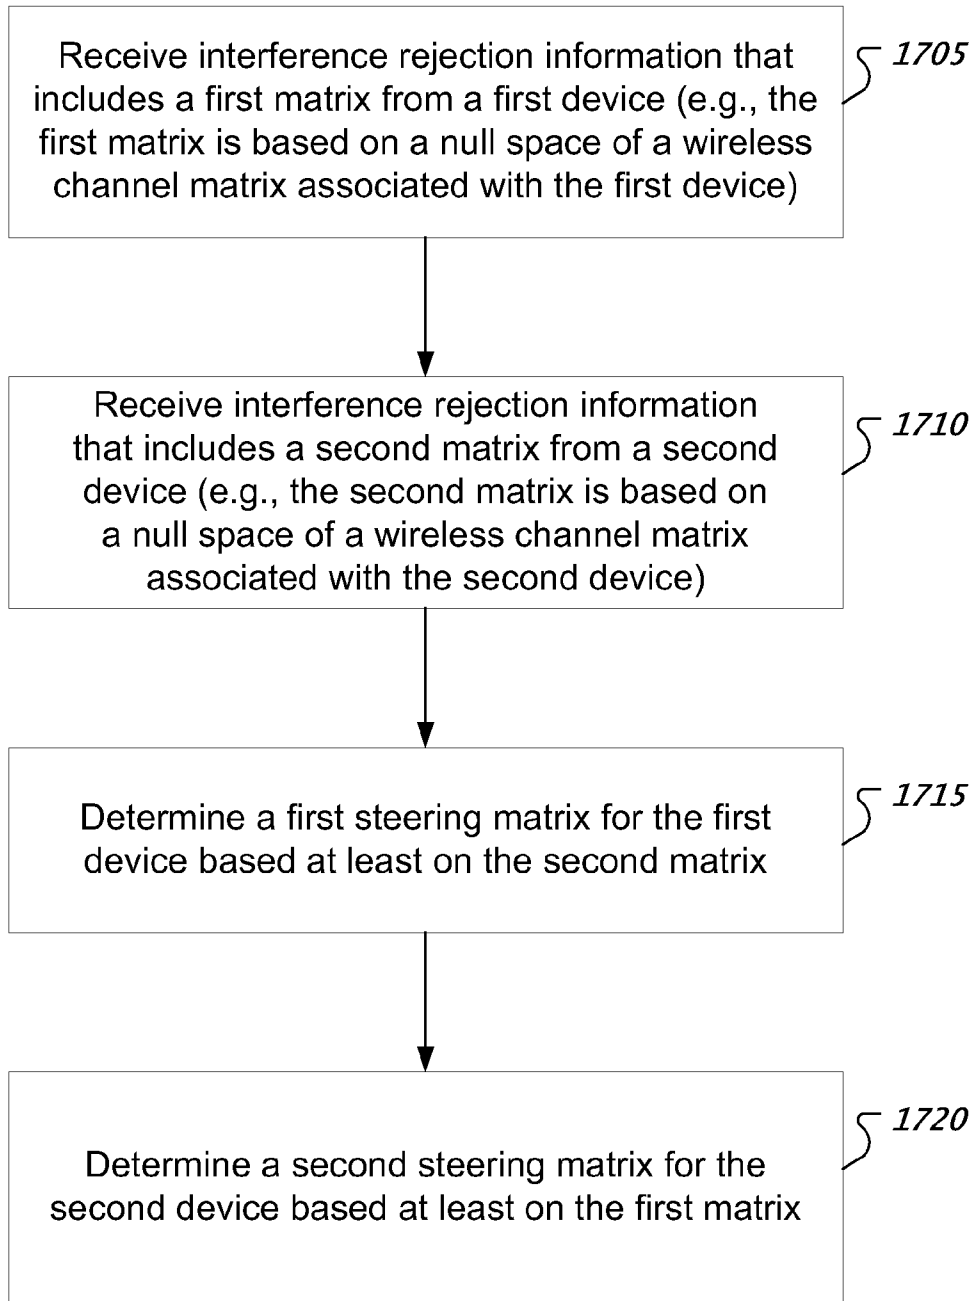 Receive interference rejection information that
includes a first matrix from a first device (e.g., the
first matrix is based on a null space of a wireless
channel matrix associated with the first device)
1705
Receive interference rejection information
that includes a second matrix from a second
device (e.g., the second matrix is based on
a null space of a wireless channel matrix
associated with the second device)
1710
Determine a first steering matrix for the first
device based at least on the second matrix
1715
Determine a second steering matrix for the
second device based at least on the first matrix
1720